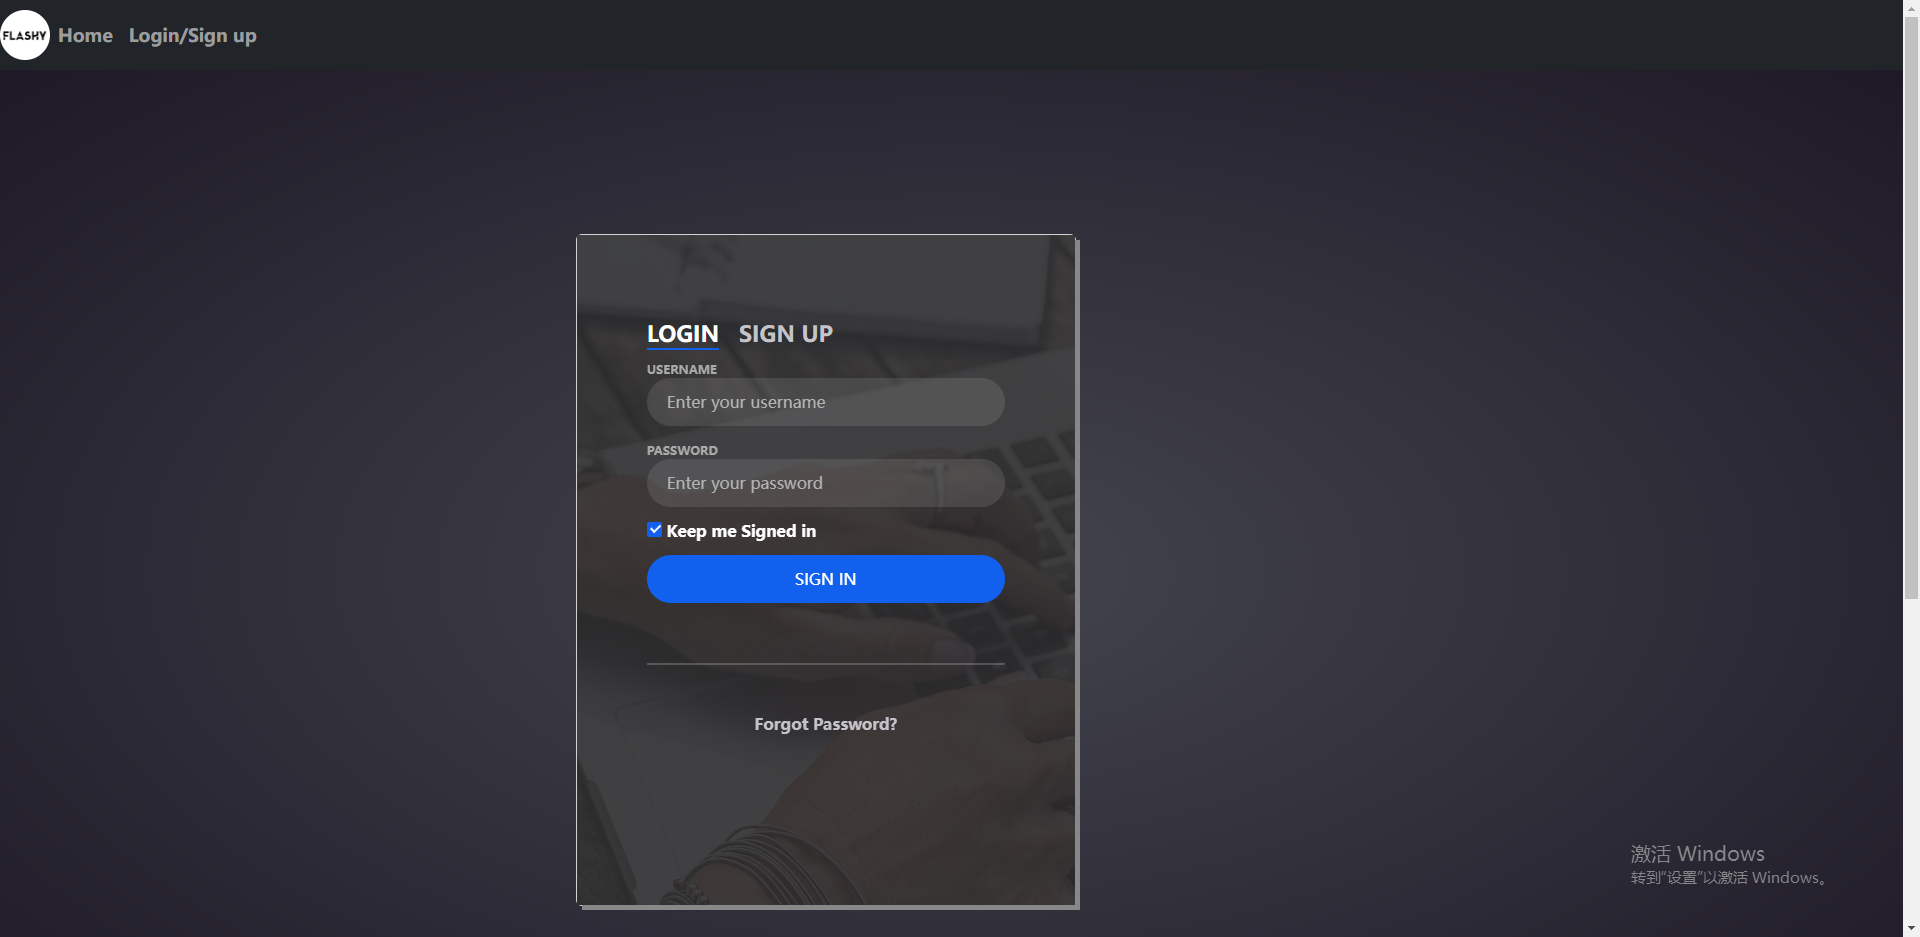 FLASHY
Home
Login/Sign up
LOGIN
SIGN UP
USERNAME
Enter your username
PASSWORD
Enter your password
Keep me Signed in
SIGN IN
Forgot Password?
激活 Windows
转到“设置”以激活 Windows。